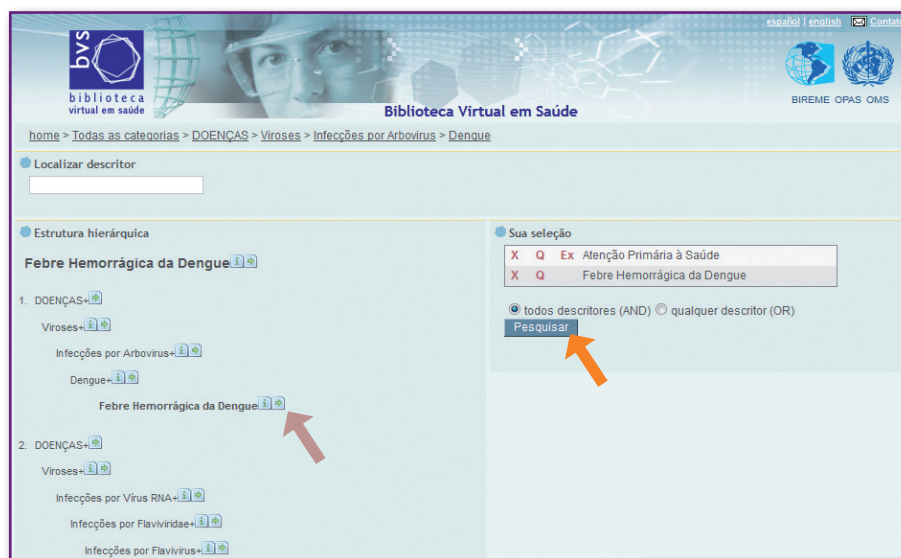 español | english Contato
bvs
biblioteca
virtual em saúde
Biblioteca Virtual em Saúde
BIREME OPAS OMS
home > Todas as categorias > DOENÇAS > Viroses > Infecções por Arbovirus > Dengue
Localizar descritor
Estrutura hierárquica
Sua seleção
Febre Hemorrágica da Dengue i
X Q Ex Atenção Primária à Saúde
X Q Febre Hemorrágica da Dengue
1. DOENÇAS+
todos descritores (AND) qualquer descritor (OR)
Viroses+ i
Pesquisar
Infecções por Arbovirus+ i
Dengue+ i
Febre Hemorrágica da Dengue i
2. DOENÇAS+
Viroses+ i
Infecções por Vírus RNA+ i
Infecções por Flaviviridae+ i
Infecções por Flavivirus+ i